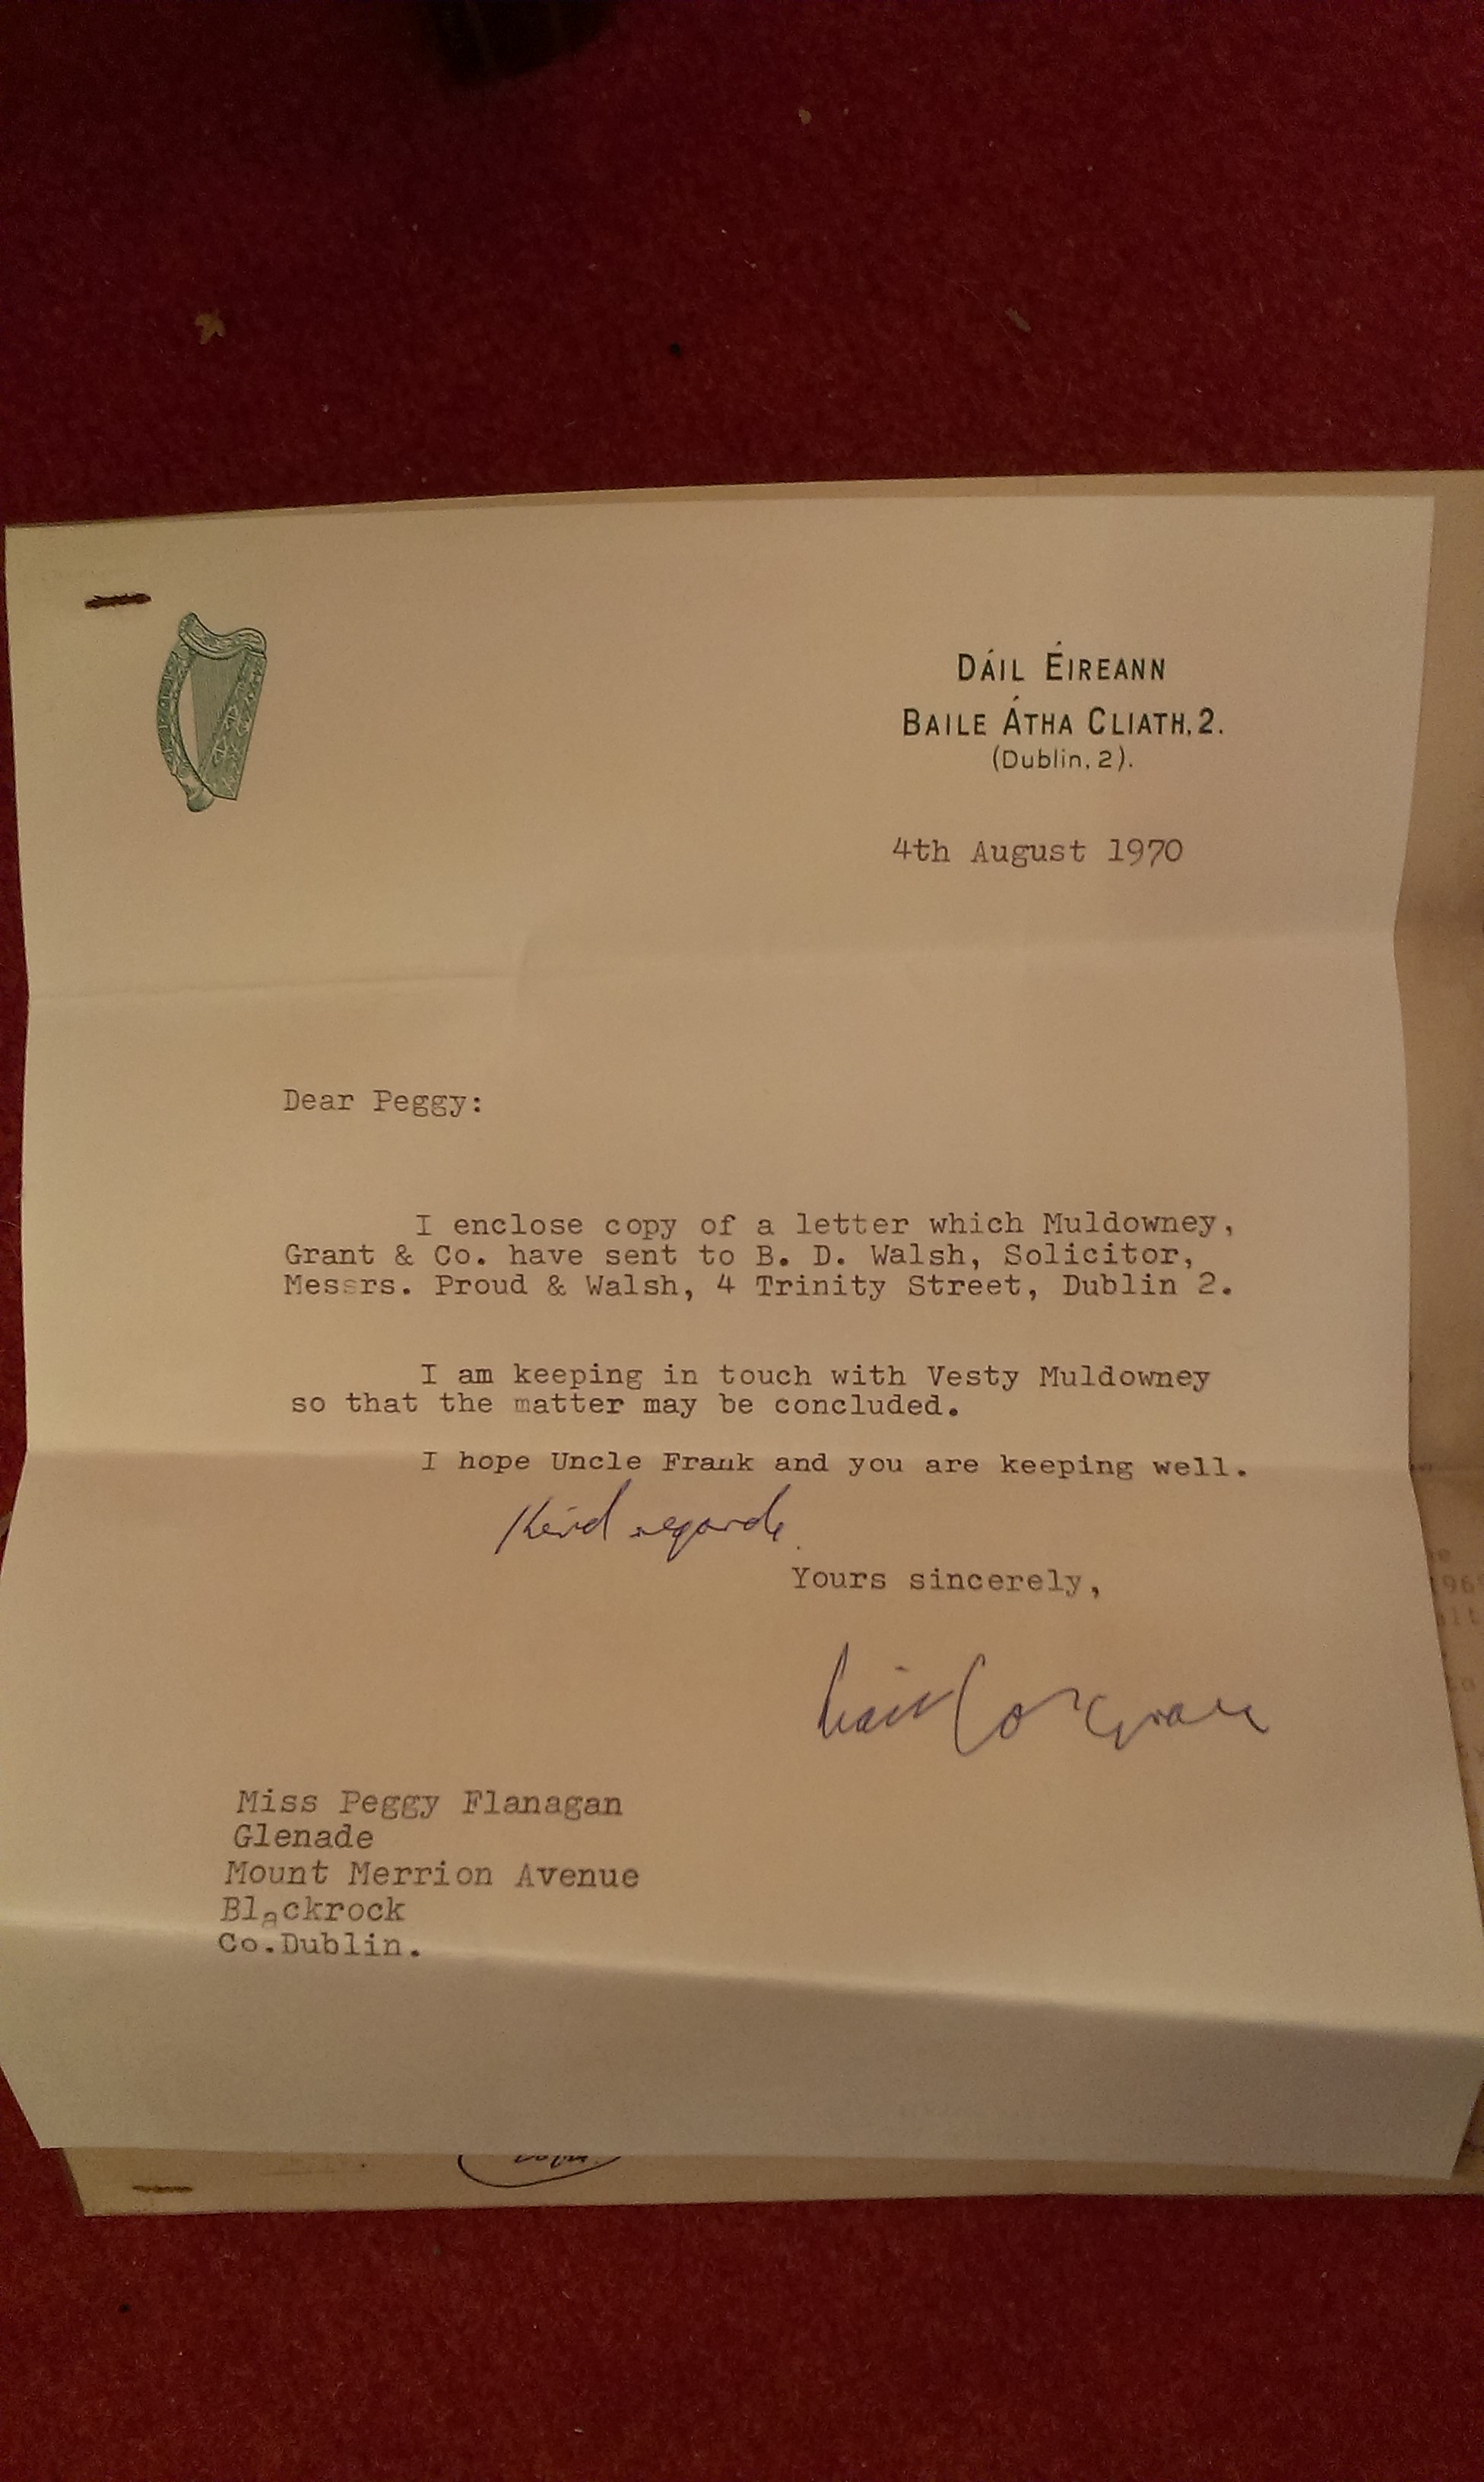 DÁIL ÉIREANN
BAILE ÁTHA CLIATH, 2.
(Dublin, 2).
4th August 1970
Dear Peggy:
I enclose copy of a letter which Muldowney,
Grant & Co. have sent to B. D. Walsh, Solicitor,
Messrs. Proud & Walsh, 4 Trinity Street, Dublin 2.
I am keeping in touch with Vesty Muldowney
so that the matter may be concluded.
I hope Uncle Frank and you are keeping well.
Kind regards.
Yours sincerely,
Liam Cosgrave
Miss Peggy Flanagan
Glenade
Mount Merrion Avenue
Blackrock
Co.Dublin.